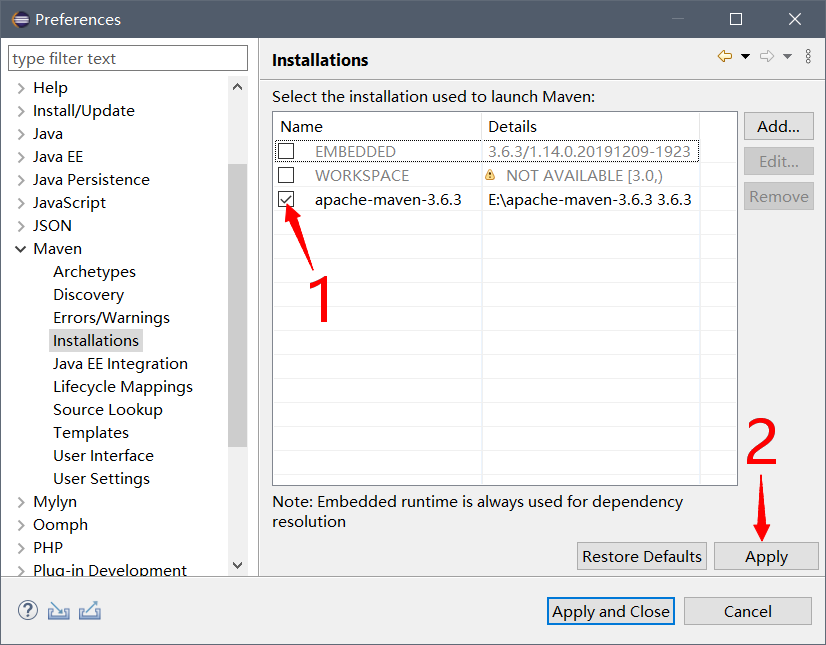 Preferences
type filter text
Help
Install/Update
Java
Java EE
Java Persistence
JavaScript
JSON
Maven
Archetypes
Discovery
Errors/Warnings
Installations
Java EE Integration
Lifecycle Mappings
Source Lookup
Templates
User Interface
User Settings
Mylyn
Oomph
PHP
Plug-in Development
Installations
Select the installation used to launch Maven:
Name Details
EMBEDDED 3.6.3/1.14.0.20191209-1923
WORKSPACE NOT AVAILABLE [3.0,)
apache-maven-3.6.3 E:\apache-maven-3.6.3 3.6.3
1
Add...
Edit...
Remove
2
Note: Embedded runtime is always used for dependency
resolution
Restore Defaults Apply
? Apply and Close Cancel